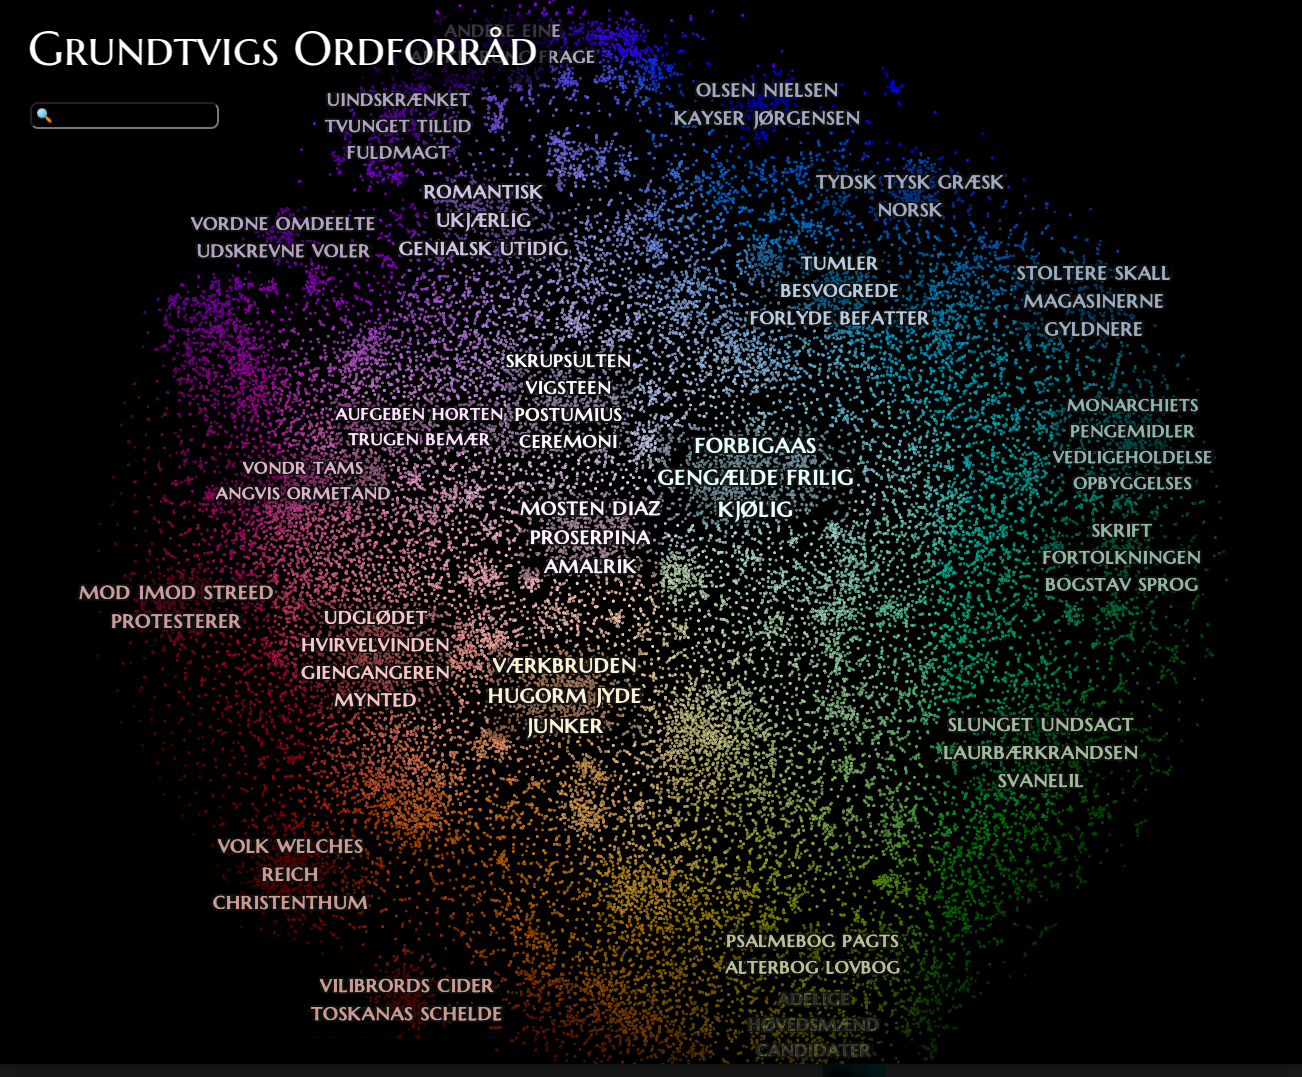 Grundtvigs Ordforråd
ANDERE EINE
FRAGE
OLSEN NIELSEN
KAYSER JØRGENSEN
UINDSKRÆNKET
TVUNGET TILLID
FULDMAGT
TYDSK TYSK GRÆSK
NORSK
ROMANTISK
UKJÆRLIG
GENIALSK UTIDIG
VORDNE OMDEELTE
UDSKREVNE VOLER
TUMLER
BESVOGREDE
FORLYDE BEFATTER
STOLTERE SKALL
MAGASINERNE
GYLDNERE
SKRUPSULTEN
VIGSTEEN
POSTUMIUS
CEREMONI
AUFGEBEN HORTEN
TRUGEN BEMÆR
MONARCHIETS
PENGEMIDLER
VEDLIGEHOLDELSE
OPBYGGELSES
FORBIGAAS
GENGÆLDE FRILIG
KJØLIG
VONDR TAMS
ANGVIS ORMETAND
MOSTEN DIAZ
PROSERPINA
AMALRIK
SKRIFT
FORTOLKNINGEN
BOGSTAV SPROG
MOD IMOD STREED
PROTESTERER
UDGLØDET
HVIRVELVINDEN
GIENGANGEREN
MYNTED
VÆRKBRUDEN
HUGORM JYDE
JUNKER
SLUNGET UNDSAGT
LAURBÆRKRANDSEN
SVANELIL
VOLK WELCHES
REICH
CHRISTENTHUM
PSALMEBOG PAGTS
ALTERBOG LOVBOG
VILIBRORDS CIDER
TOSKANAS SCHELDE
ADELIGE
HØVEDSMÆND
CANDIDATER